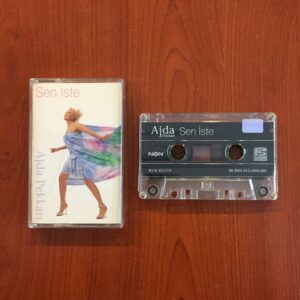 Sen İste
Ajda Pekkan
Ajda
PEKKAN
Sen İste
NON